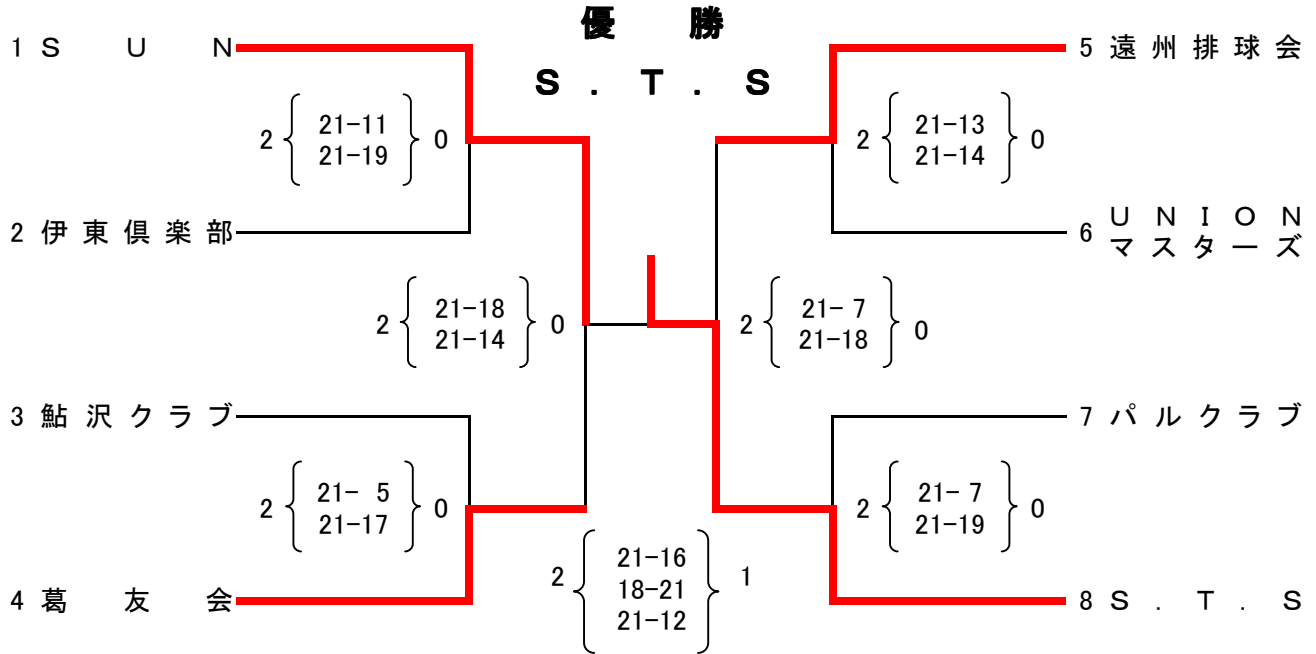 優勝
S.T.S
1 SUN
2 伊東倶楽部
3 鮎沢クラブ
4 葛友会
5 遠州排球会
6 UNION
マスターズ
7 パルクラブ
8 S.T.S
2 { 21-11 } 0
21-19
2 { 21-13 } 0
21-14
2 { 21-18 } 0
21-14
2 { 21- 7 } 0
21-18
2 { 21- 5 } 0
21-17
2 { 21- 7 } 0
21-19
2 { 21-16 } 1
18-21
21-12